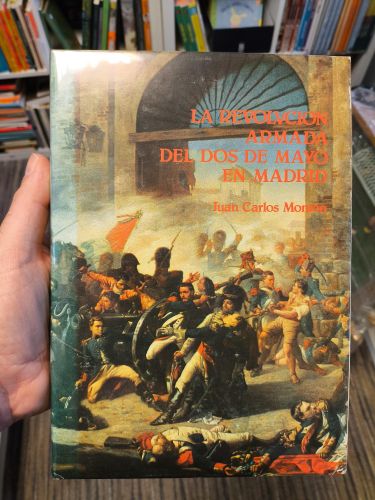 LA REVOLUCION
ARMADA
DEL DOS DE MAYO
EN MADRID
Juan Carlos Montón